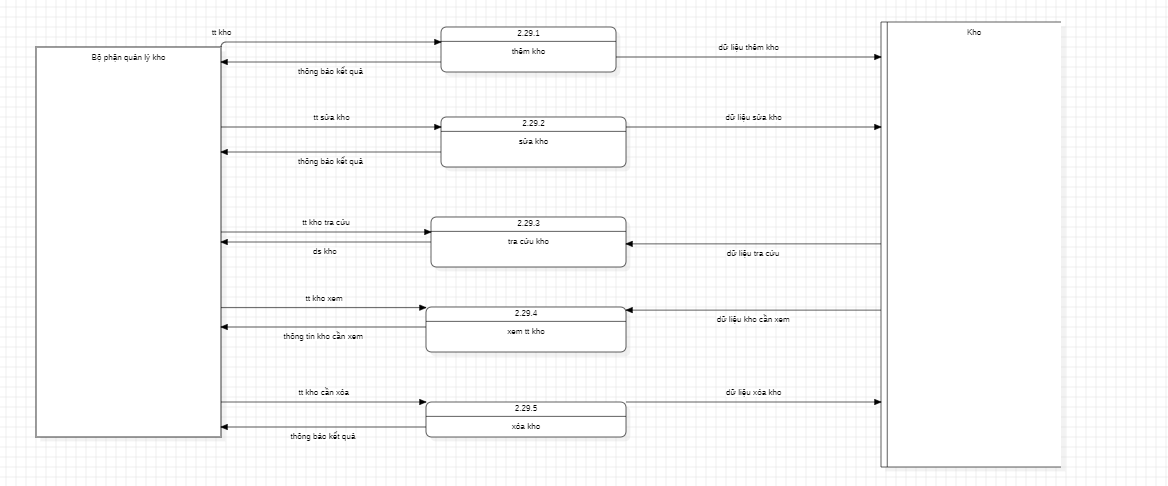 tt kho
2.29.1
Kho
Bộ phận quản lý kho
thêm kho
dữ liệu thêm kho
thông báo kết quả
tt sửa kho
2.29.2
dữ liệu sửa kho
sửa kho
thông báo kết quả
tt kho tra cứu
2.29.3
tra cứu kho
ds kho
dữ liệu tra cứu
tt kho xem
2.29.4
dữ liệu kho cần xem
xem tt kho
thông tin kho cần xem
tt kho cần xóa
dữ liệu xóa kho
2.29.5
xóa kho
thông báo kết quả